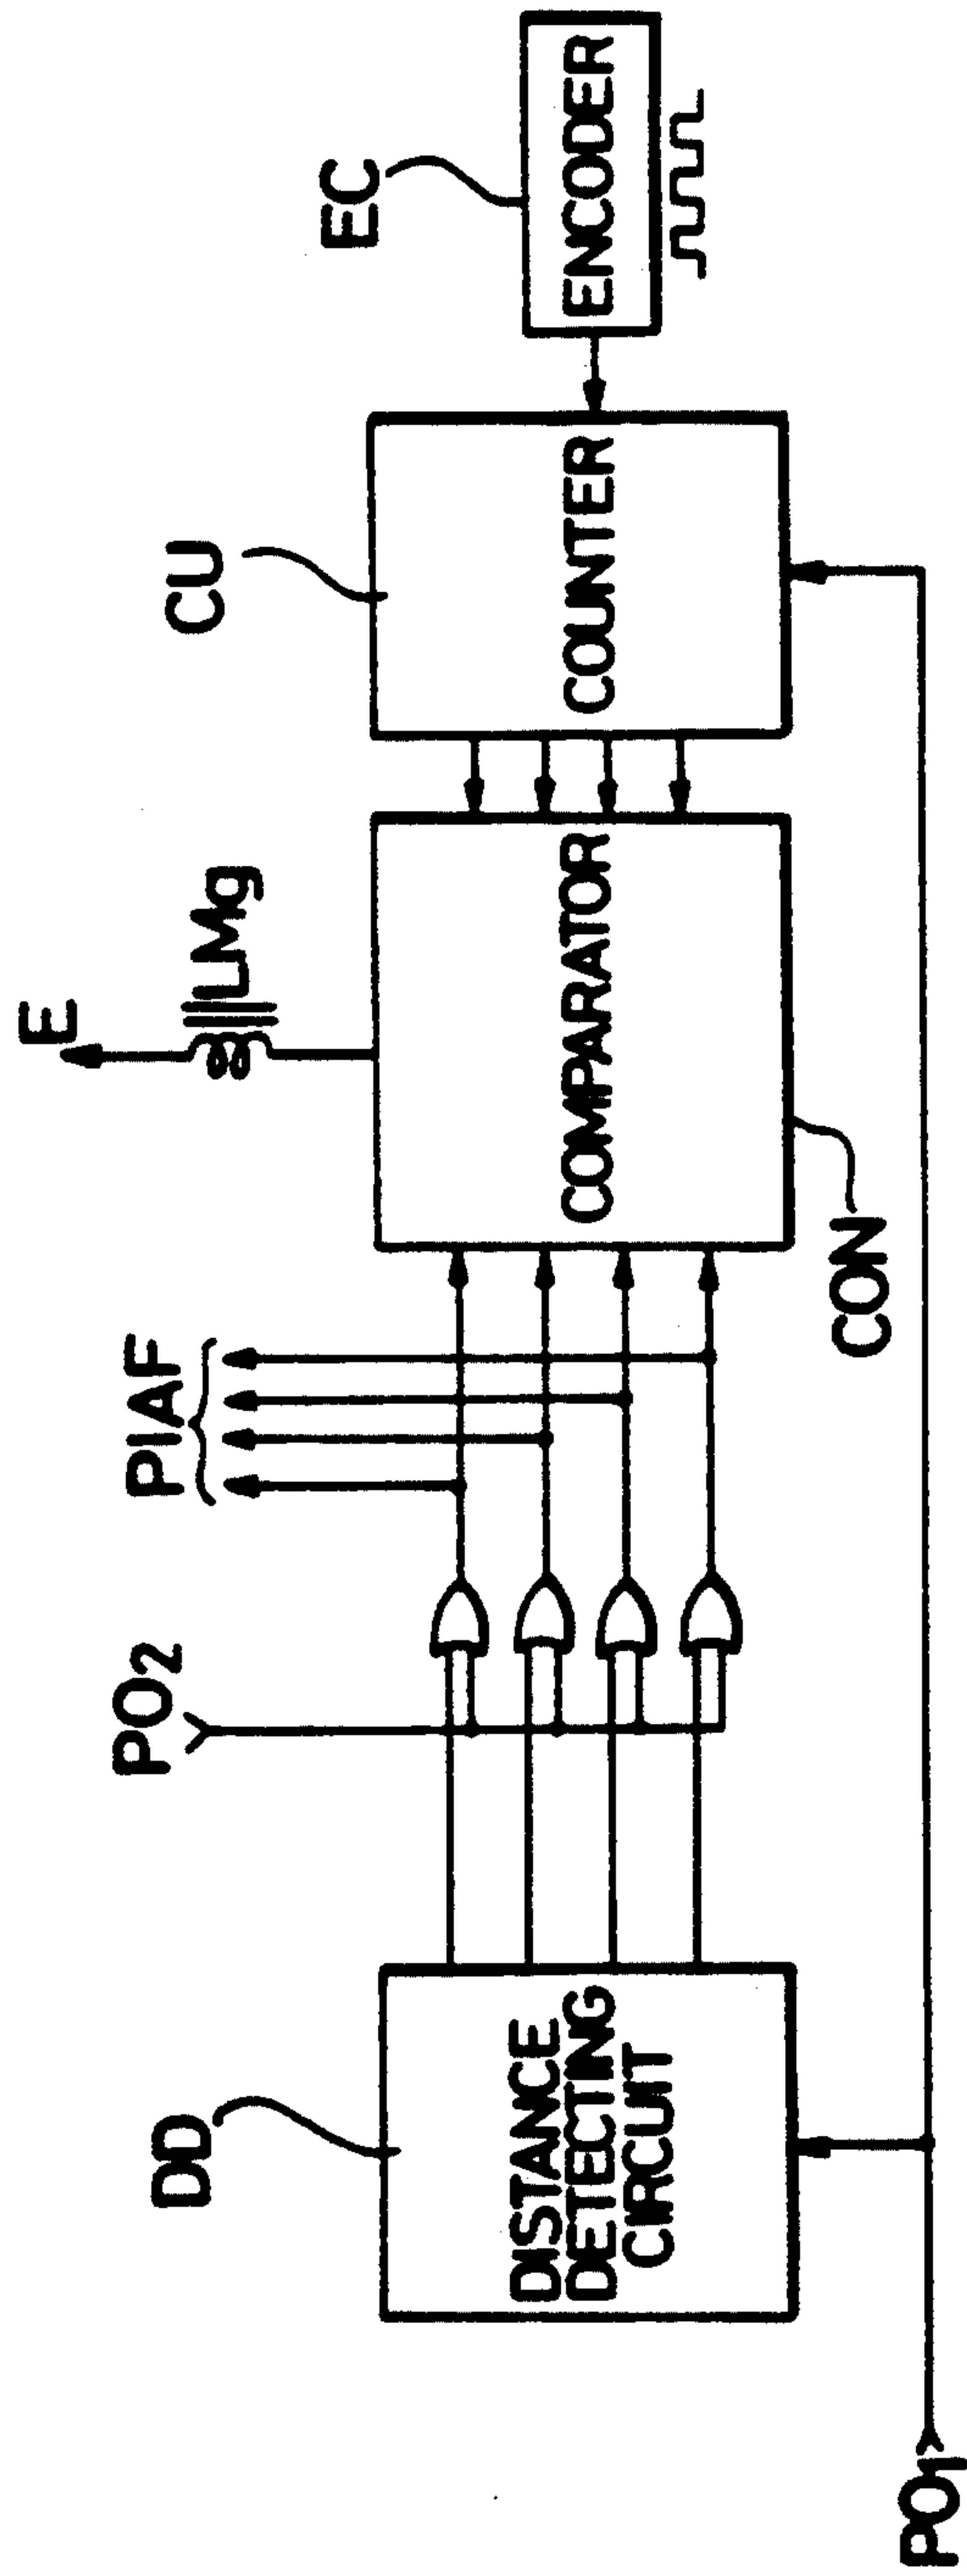 E
LMg
EC
CU
PIAF
PO2
DD
ENCODER
COUNTER
COMPARATOR
DISTANCE
DETECTING
CIRCUIT
CON
PO1